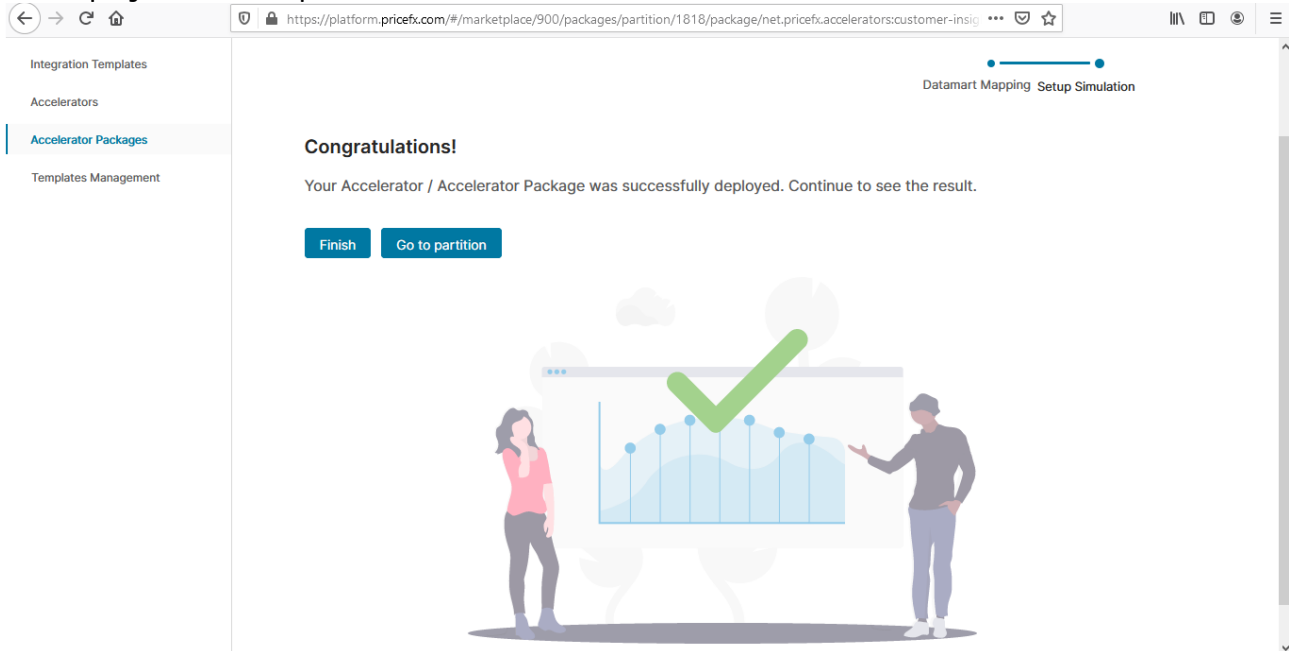 https://platform.pricefx.com/#/marketplace/900/packages/partition/1818/package/net.pricefx.accelerators:customer-insig
Integration Templates
Accelerators
Accelerator Packages
Templates Management
Datamart Mapping Setup Simulation
Congratulations!
Your Accelerator / Accelerator Package was successfully deployed. Continue to see the result.
Finish Go to partition